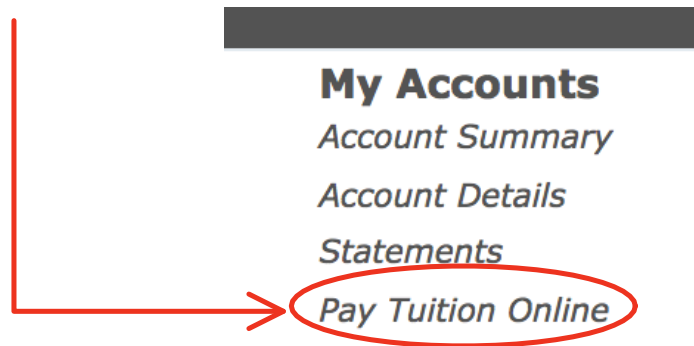 My Accounts
Account Summary
Account Details
Statements
Pay Tuition Online